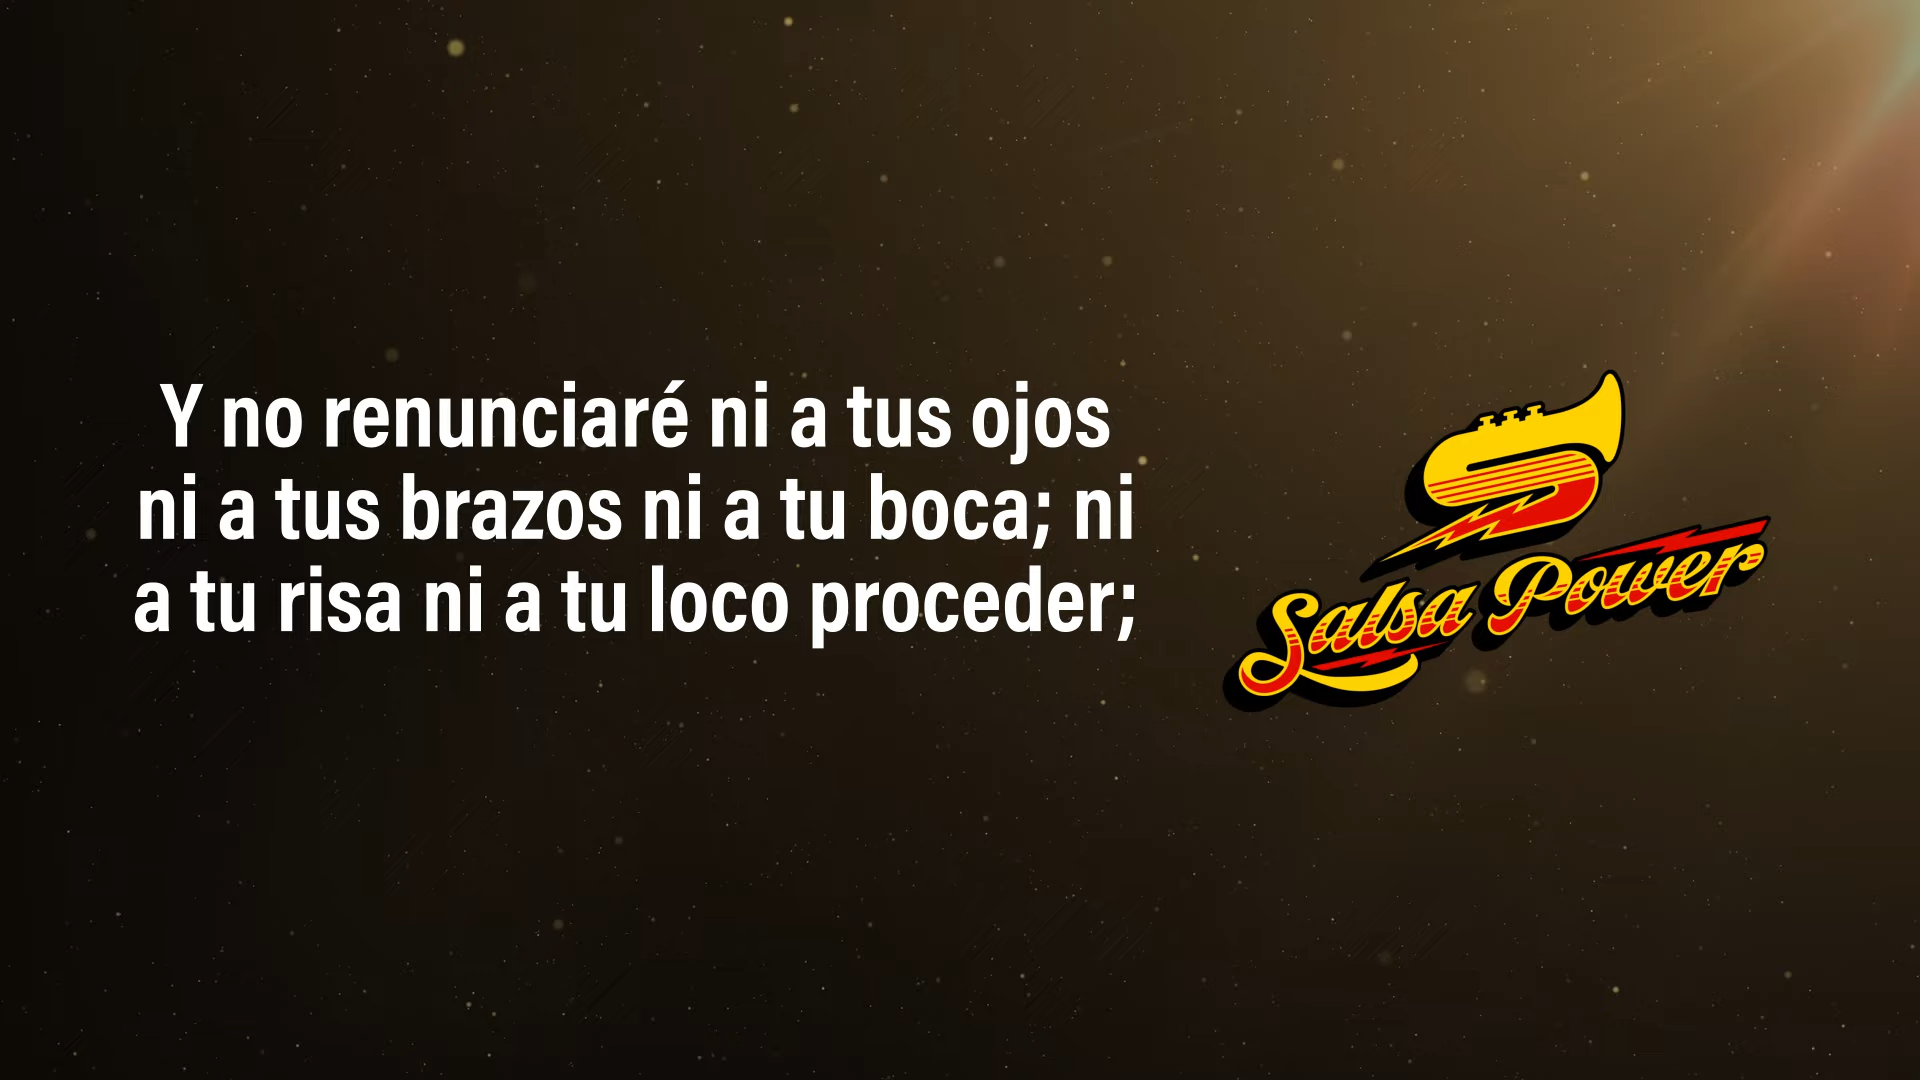 Y no renunciaré ni a tus ojos
ni a tus brazos ni a tu boca; ni
a tu risa ni a tu loco proceder;
Salsa Power